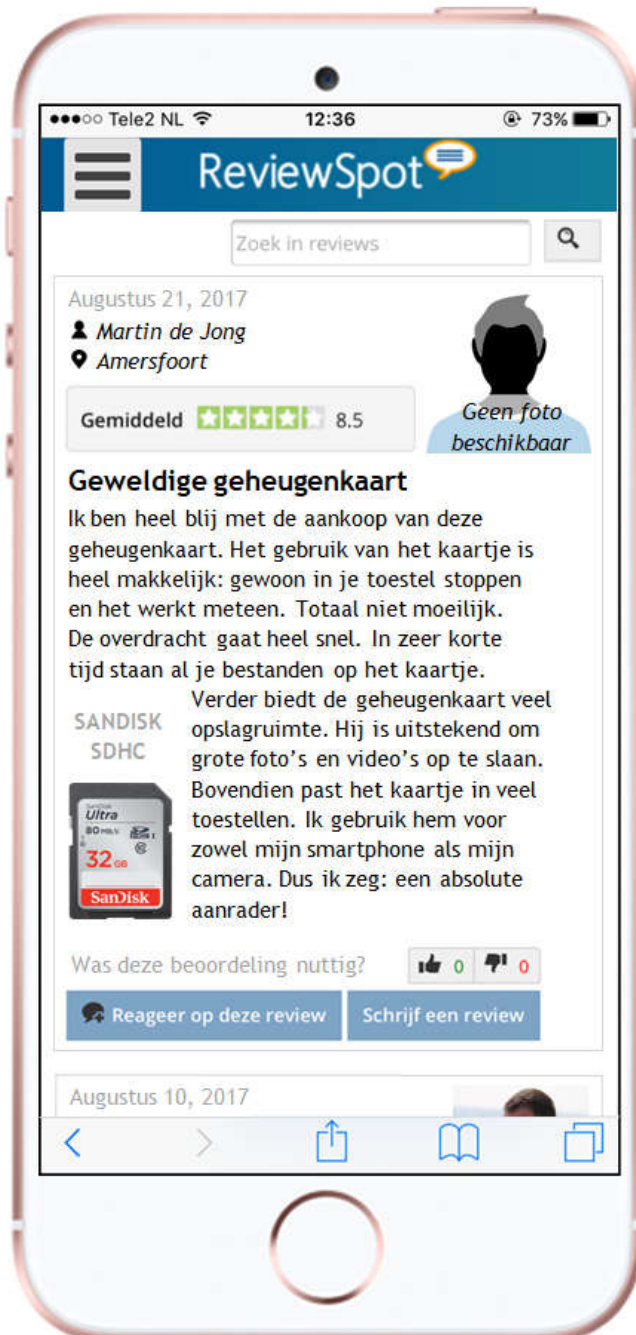 Tele2 NL 12:36 73%
ReviewSpot
Zoek in reviews
Augustus 21, 2017
Martin de Jong
Amersfoort
Geen foto
beschikbaar
Gemiddeld 8.5
Geweldige geheugenkaart
Ik ben heel blij met de aankoop van deze
geheugenkaart. Het gebruik van het kaartje is
heel makkelijk: gewoon in je toestel stoppen
en het werkt meteen. Totaal niet moeilijk.
De overdracht gaat heel snel. In zeer korte
tijd staan al je bestanden op het kaartje.
Verder biedt de geheugenkaart veel
opslagruimte. Hij is uitstekend om
grote foto’s en video’s op te slaan.
Bovendien past het kaartje in veel
toestellen. Ik gebruik hem voor
zowel mijn smartphone als mijn
camera. Dus ik zeg: een absolute
aanrader!
SANDISK
SDHC
SanDisk
Ultra
80 MB/s
32 GB
SanDisk
Was deze beoordeling nuttig? 0 0
Reageer op deze review Schrijf een review
Augustus 10, 2017